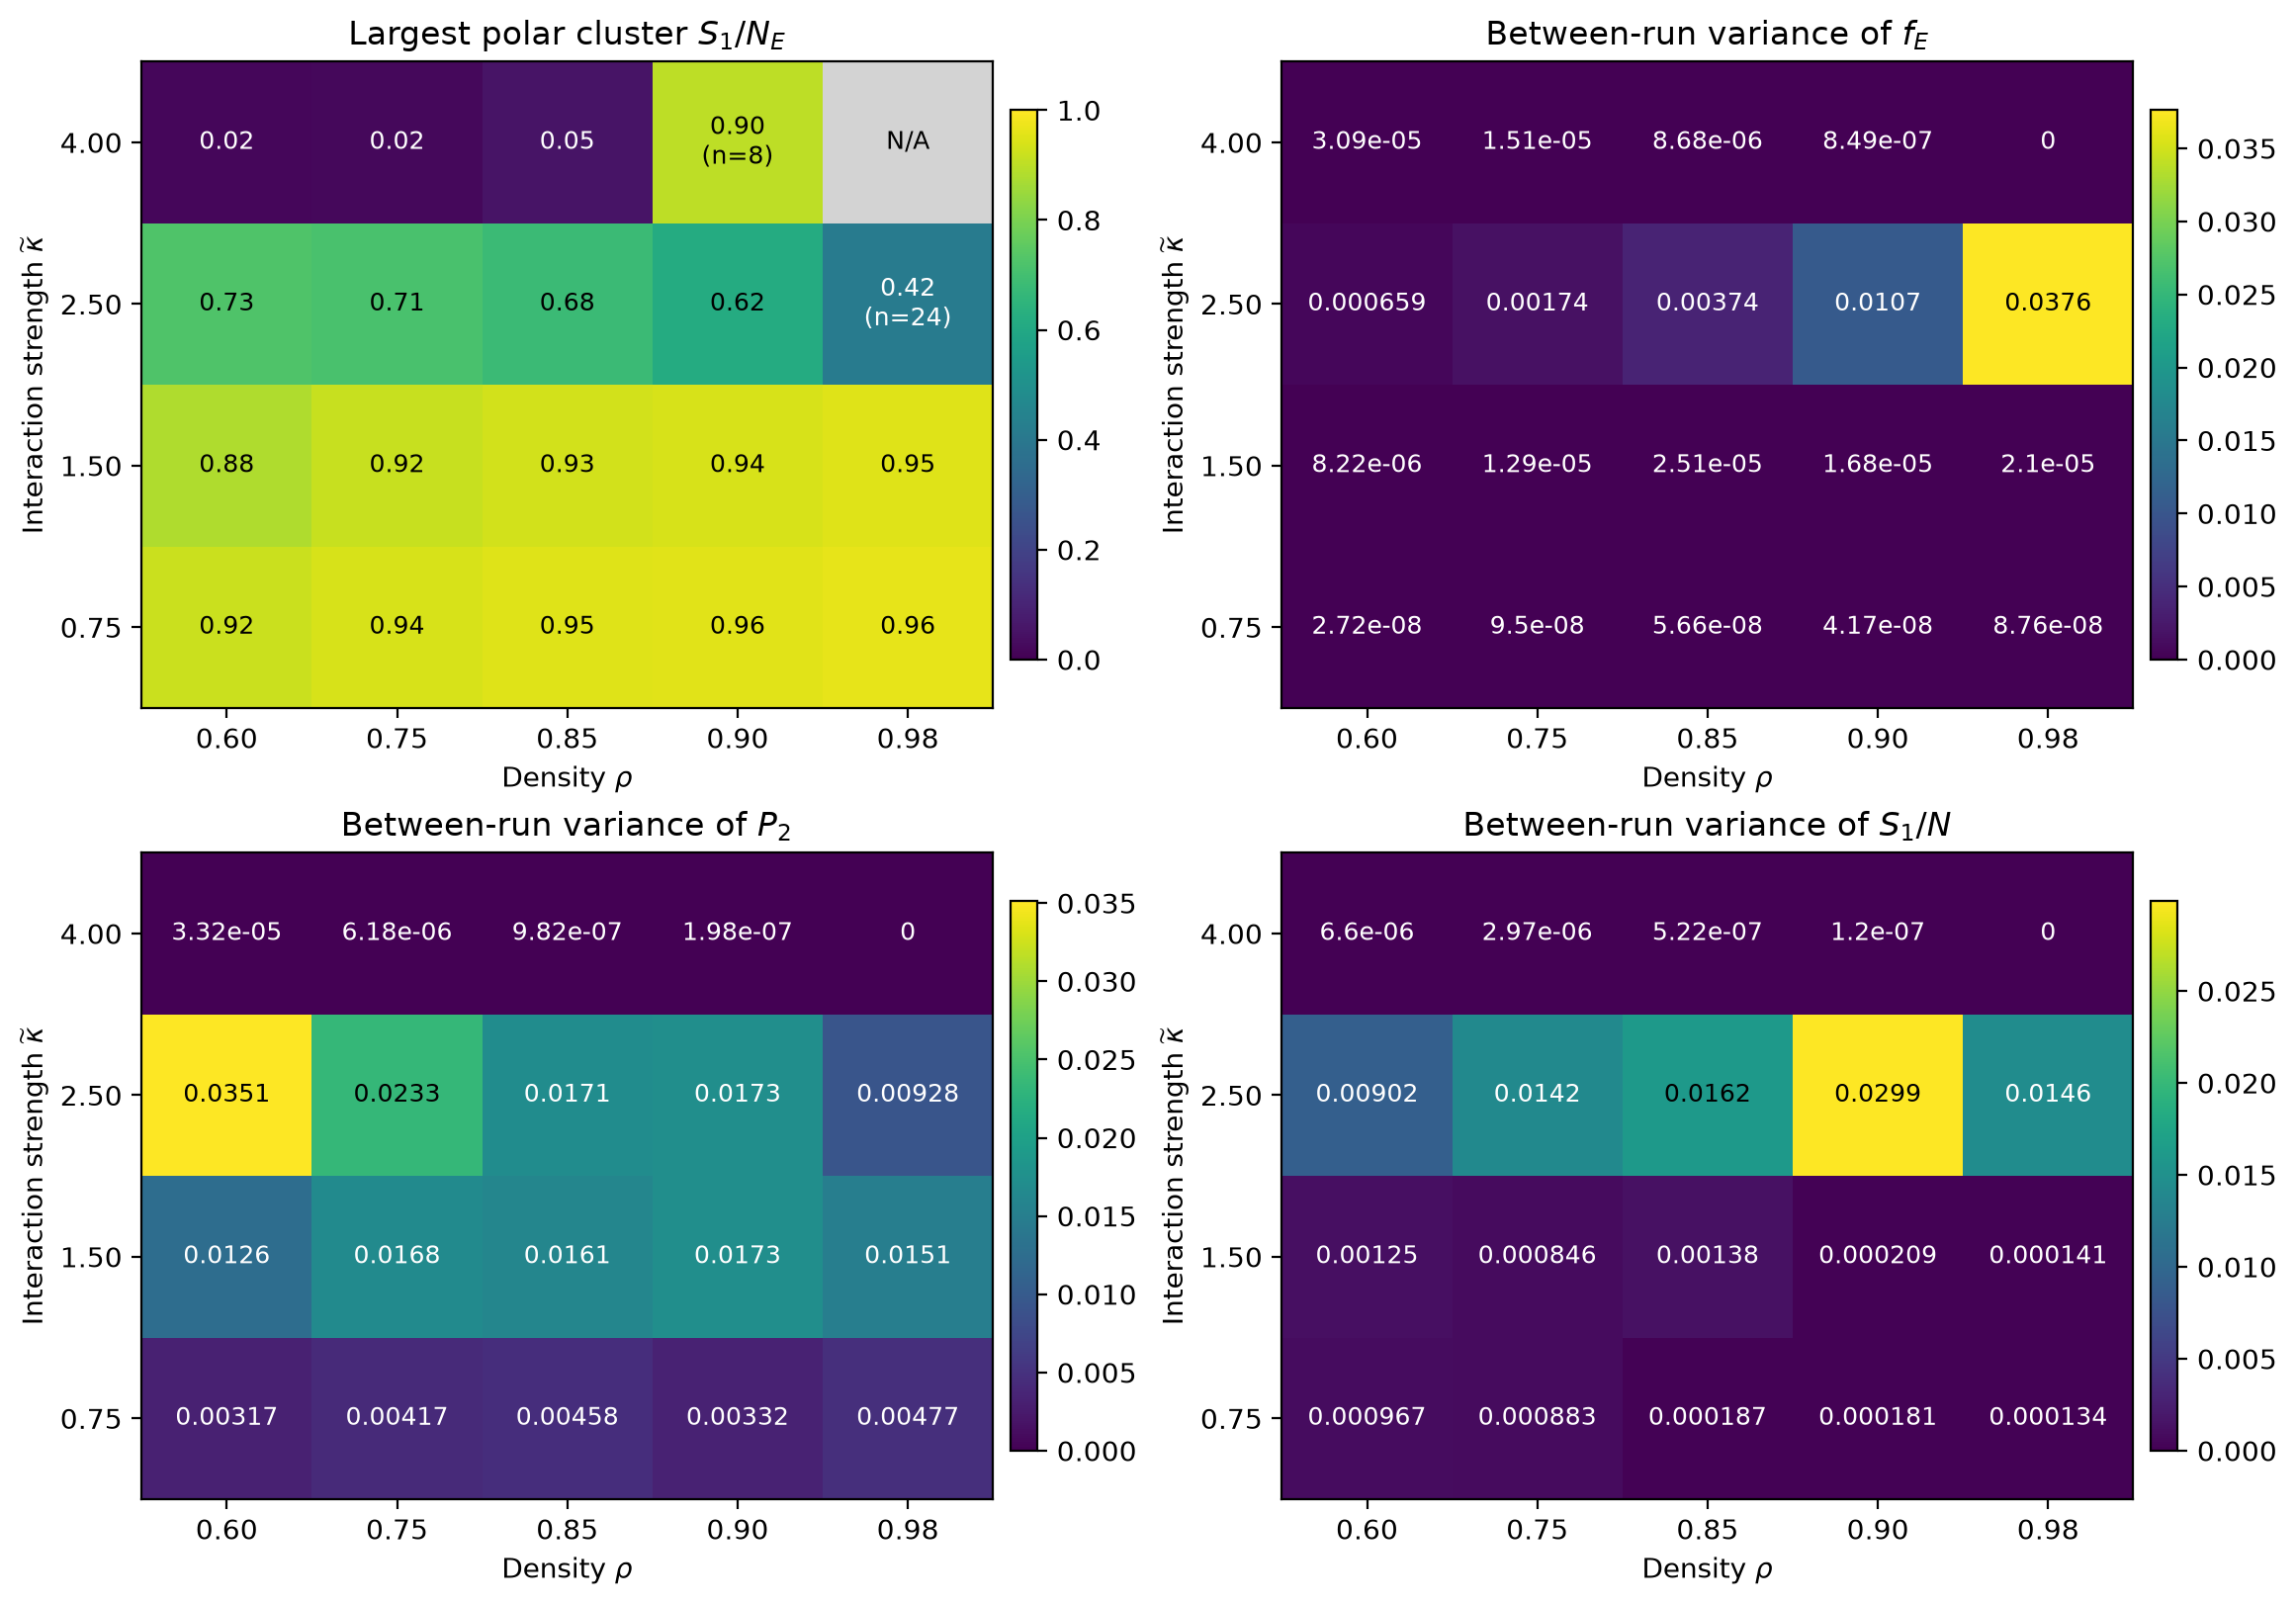 Largest polar cluster S₁/N_E
Interaction strength κ̃
4.00
2.50
1.50
0.75
0.02 0.02 0.05 0.90 N/A
(n=8)
0.73 0.71 0.68 0.62 0.42
(n=24)
0.88 0.92 0.93 0.94 0.95
0.92 0.94 0.95 0.96 0.96
0.60 0.75 0.85 0.90 0.98
Density ρ
1.0
0.8
0.6
0.4
0.2
0.0
Between-run variance of f_E
Interaction strength κ̃
4.00
2.50
1.50
0.75
3.09e-05 1.51e-05 8.68e-06 8.49e-07 0
0.000659 0.00174 0.00374 0.0107 0.0376
8.22e-06 1.29e-05 2.51e-05 1.68e-05 2.1e-05
2.72e-08 9.5e-08 5.66e-08 4.17e-08 8.76e-08
0.60 0.75 0.85 0.90 0.98
Density ρ
0.035
0.030
0.025
0.020
0.015
0.010
0.005
0.000
Between-run variance of P₂
Interaction strength κ̃
4.00
2.50
1.50
0.75
3.32e-05 6.18e-06 9.82e-07 1.98e-07 0
0.0351 0.0233 0.0171 0.0173 0.00928
0.0126 0.0168 0.0161 0.0173 0.0151
0.00317 0.00417 0.00458 0.00332 0.00477
0.60 0.75 0.85 0.90 0.98
Density ρ
0.035
0.030
0.025
0.020
0.015
0.010
0.005
0.000
Between-run variance of S₁/N
Interaction strength κ̃
4.00
2.50
1.50
0.75
6.6e-06 2.97e-06 5.22e-07 1.2e-07 0
0.00902 0.0142 0.0162 0.0299 0.0146
0.00125 0.000846 0.00138 0.000209 0.000141
0.000967 0.000883 0.000187 0.000181 0.000134
0.60 0.75 0.85 0.90 0.98
Density ρ
0.025
0.020
0.015
0.010
0.005
0.000